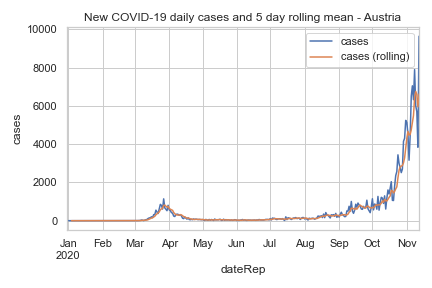 New COVID-19 daily cases and 5 day rolling mean - Austria
10000
8000
6000
4000
2000
0
cases
cases
cases (rolling)
Jan Feb Mar Apr May Jun Jul Aug Sep Oct Nov
2020
dateRep